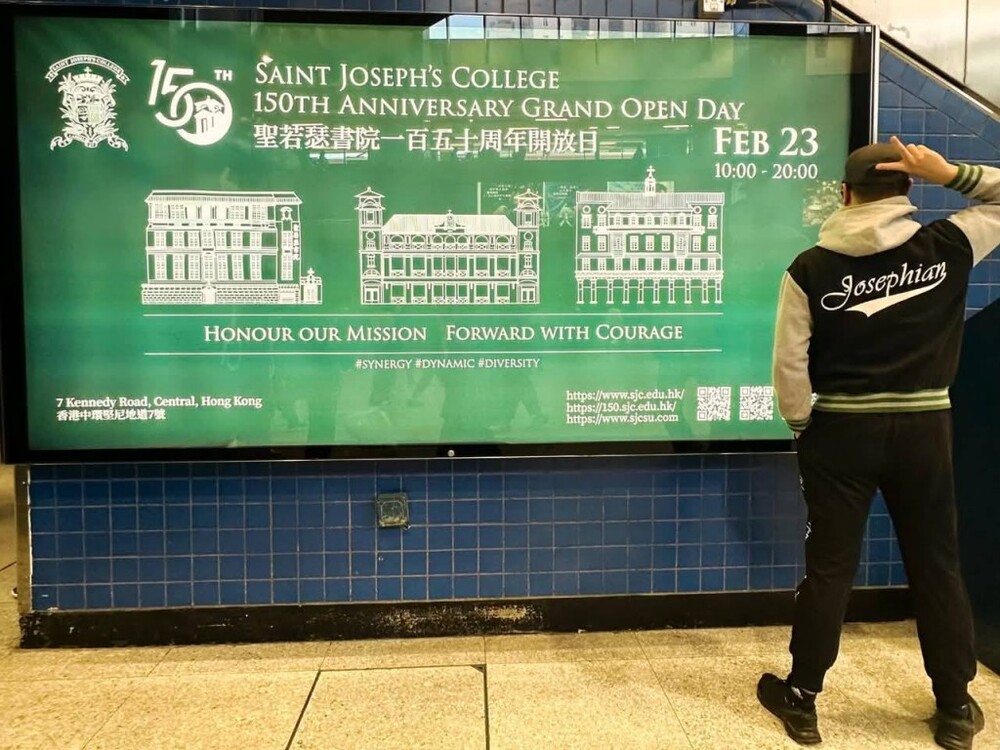 SAINT JOSEPH'S COLLEGE
150TH
SAINT JOSEPH'S COLLEGE
150TH ANNIVERSARY GRAND OPEN DAY
聖若瑟書院一百五十周年開放日
FEB 23
10:00 - 20:00
HONOUR OUR MISSION FORWARD WITH COURAGE
#SYNERGY #DYNAMIC #DIVERSITY
7 Kennedy Road, Central, Hong Kong
香港中環堅尼地道7號
https://www.sjc.edu.hk/
https://150.sjc.edu.hk/
https://www.sjcsu.com
Josephian